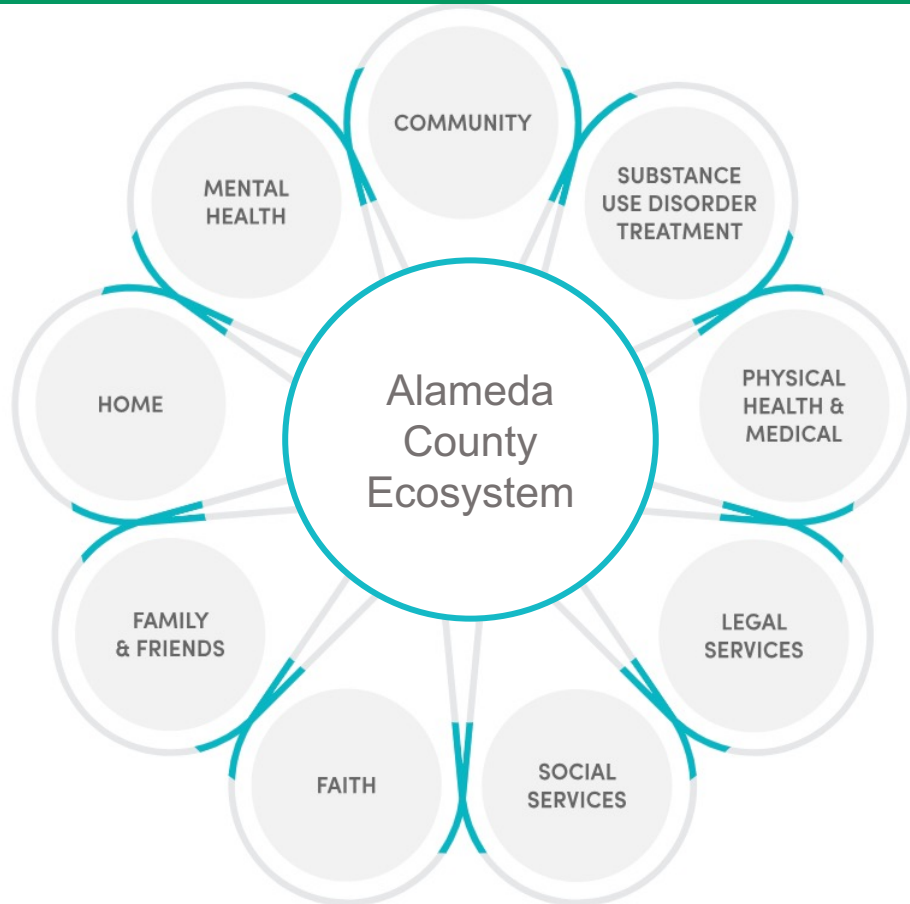 COMMUNITY
SUBSTANCE
USE DISORDER
TREATMENT
PHYSICAL
HEALTH &
MEDICAL
LEGAL
SERVICES
SOCIAL
SERVICES
FAITH
FAMILY
& FRIENDS
HOME
MENTAL
HEALTH
Alameda
County
Ecosystem